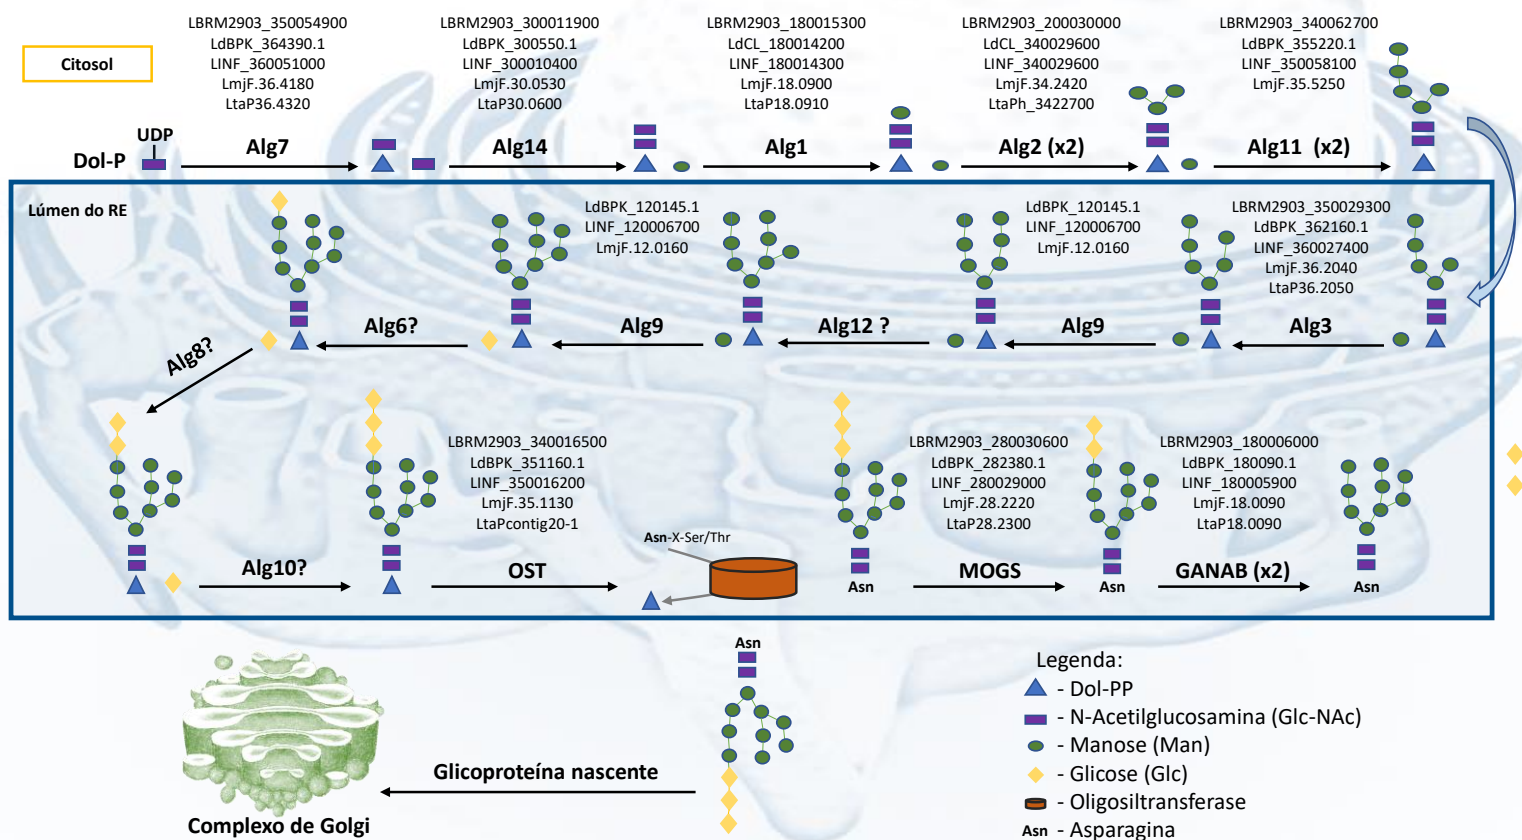 Citosol
LBRM2903_350054900
LdBPK_364390.1
LINF_360051000
LmjF.36.4180
LtaP36.4320
LBRM2903_300011900
LdBPK_300550.1
LINF_300010400
LmjF.30.0530
LtaP30.0600
LBRM2903_180015300
LdCL_180014200
LINF_180014300
LmjF.18.0900
LtaP18.0910
LBRM2903_200030000
LdCL_340029600
LINF_340029600
LmjF.34.2420
LtaPh_3422700
LBRM2903_340062700
LdBPK_355220.1
LINF_350058100
LmjF.35.5250
Dol-P
UDP
Alg7
Alg14
Alg1
Alg2 (x2)
Alg11 (x2)
Lúmen do RE
LdBPK_120145.1
LINF_120006700
LmjF.12.0160
LdBPK_120145.1
LINF_120006700
LmjF.12.0160
LBRM2903_350029300
LdBPK_362160.1
LINF_360027400
LmjF.36.2040
LtaP36.2050
Alg6?
Alg9
Alg12 ?
Alg9
Alg3
Alg8?
LBRM2903_340016500
LdBPK_351160.1
LINF_350016200
LmjF.35.1130
LtaPcontig20-1
Asn-X-Ser/Thr
LBRM2903_280030600
LdBPK_282380.1
LINF_280029000
LmjF.28.2220
LtaP28.2300
LBRM2903_180006000
LdBPK_180090.1
LINF_180005900
LmjF.18.0090
LtaP18.0090
Alg10?
OST
Asn
MOGS
Asn
GANAB (x2)
Asn
Asn
Glicoproteína nascente
Complexo de Golgi
Legenda:
- Dol-PP
- N-Acetilglucosamina (Glc-NAc)
- Manose (Man)
- Glicose (Glc)
- Oligosiltransferase
Asn - Asparagina